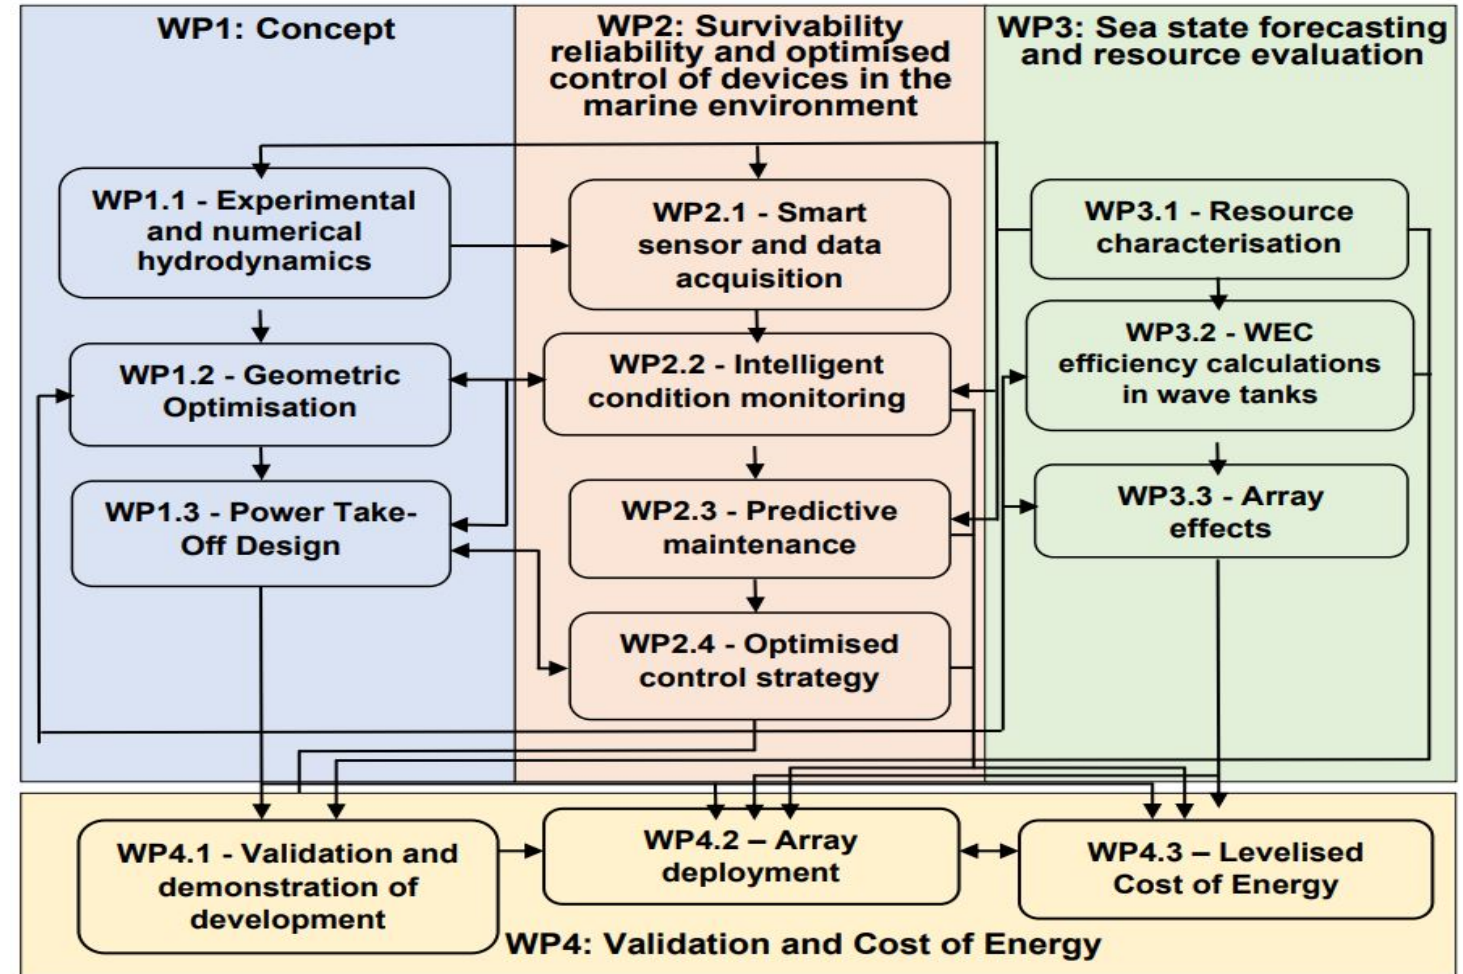 WP1: Concept
WP2: Survivability
reliability and optimised
control of devices in the
marine environment
WP3: Sea state forecasting
and resource evaluation
WP1.1 - Experimental
and numerical
hydrodynamics
WP1.2 - Geometric
Optimisation
WP1.3 - Power Take-
Off Design
WP2.1 - Smart
sensor and data
acquisition
WP2.2 - Intelligent
condition monitoring
WP2.3 - Predictive
maintenance
WP2.4 - Optimised
control strategy
WP3.1 - Resource
characterisation
WP3.2 - WEC
efficiency calculations
in wave tanks
WP3.3 - Array
effects
WP4.1 - Validation and
demonstration of
development
WP4.2 – Array
deployment
WP4.3 – Levelised
Cost of Energy
WP4: Validation and Cost of Energy